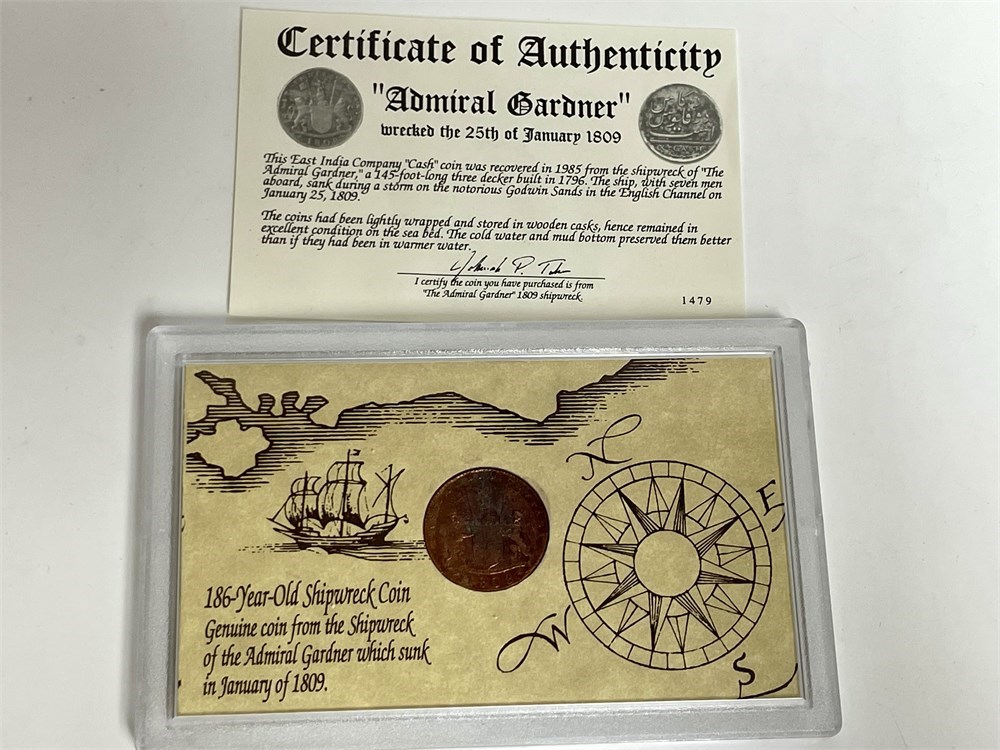 Certificate of Authenticity
"Admiral Gardner"
wrecked the 25th of January 1809
This East India Company "Cash" coin was recovered in 1985 from the shipwreck of "The
Admiral Gardner," a 145-foot-long three decker built in 1796. The ship, with seven men
aboard, sank during a storm on the notorious Godwin Sands in the English Channel on
January 25, 1809.
The coins had been lightly wrapped and stored in wooden casks, hence remained in
excellent condition on the sea bed. The cold water and mud bottom preserved them better
than if they had been in warmer water.
I certify the coin you have purchased is from
"The Admiral Gardner" 1809 shipwreck.
1479
N
E
186-Year-Old Shipwreck Coin
Genuine coin from the Shipwreck
of the Admiral Gardner which sunk
in January of 1809.
W
S